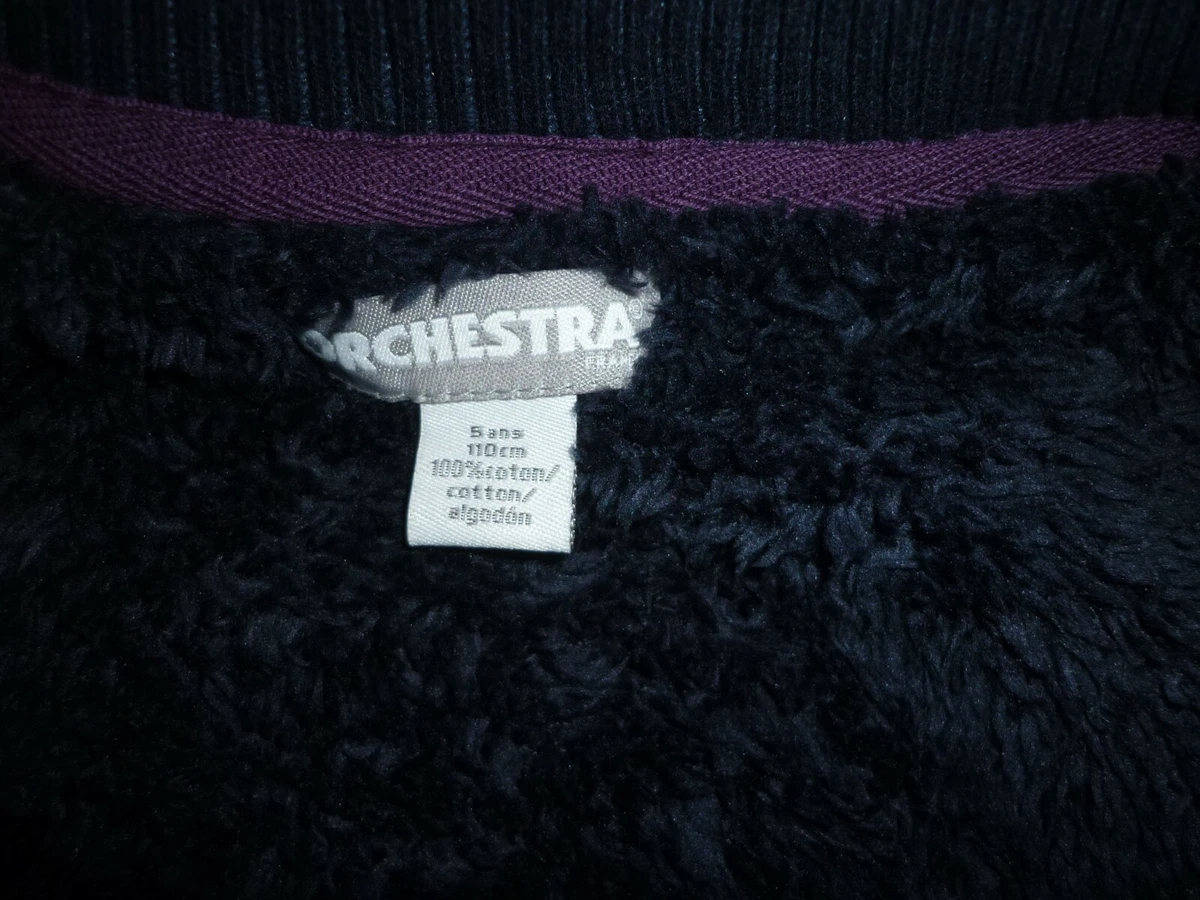 ORCHESTRA
5 ans
110cm
100%coton/
cotton/
algodón